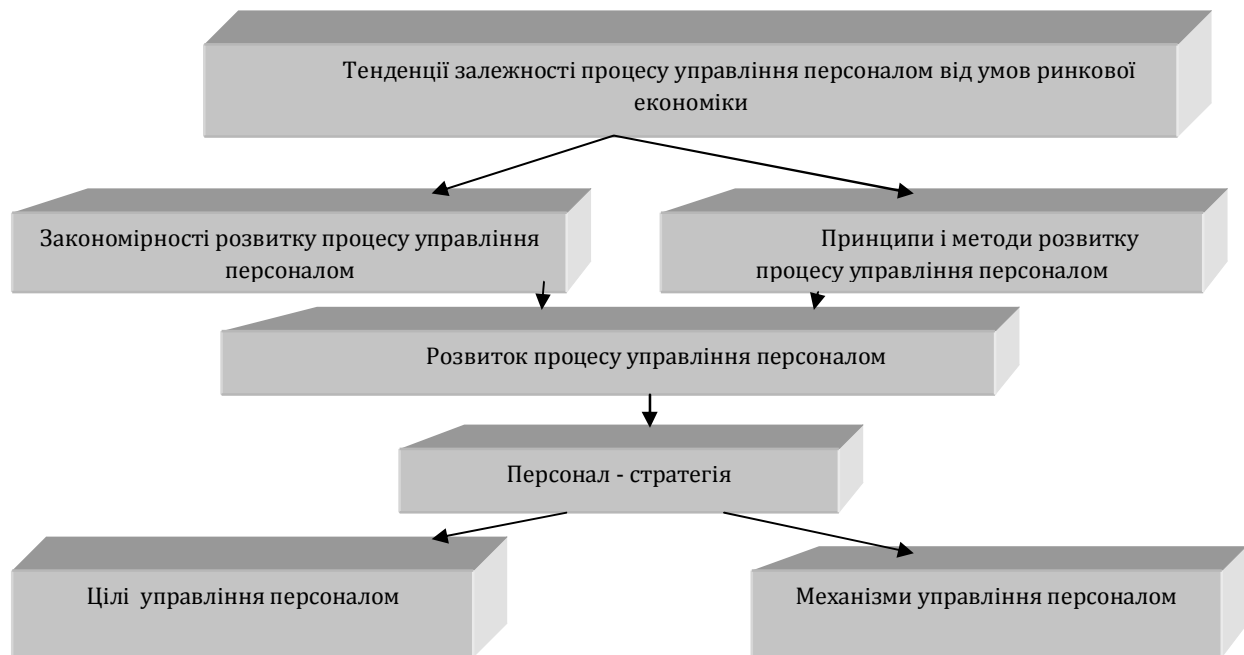 Тенденції залежності процесу управління персоналом від умов ринкової
економіки
Закономірності розвитку процесу управління
персоналом
Принципи і методи розвитку
процесу управління персоналом
Розвиток процесу управління персоналом
Персонал - стратегія
Цілі управління персоналом
Механізми управління персоналом